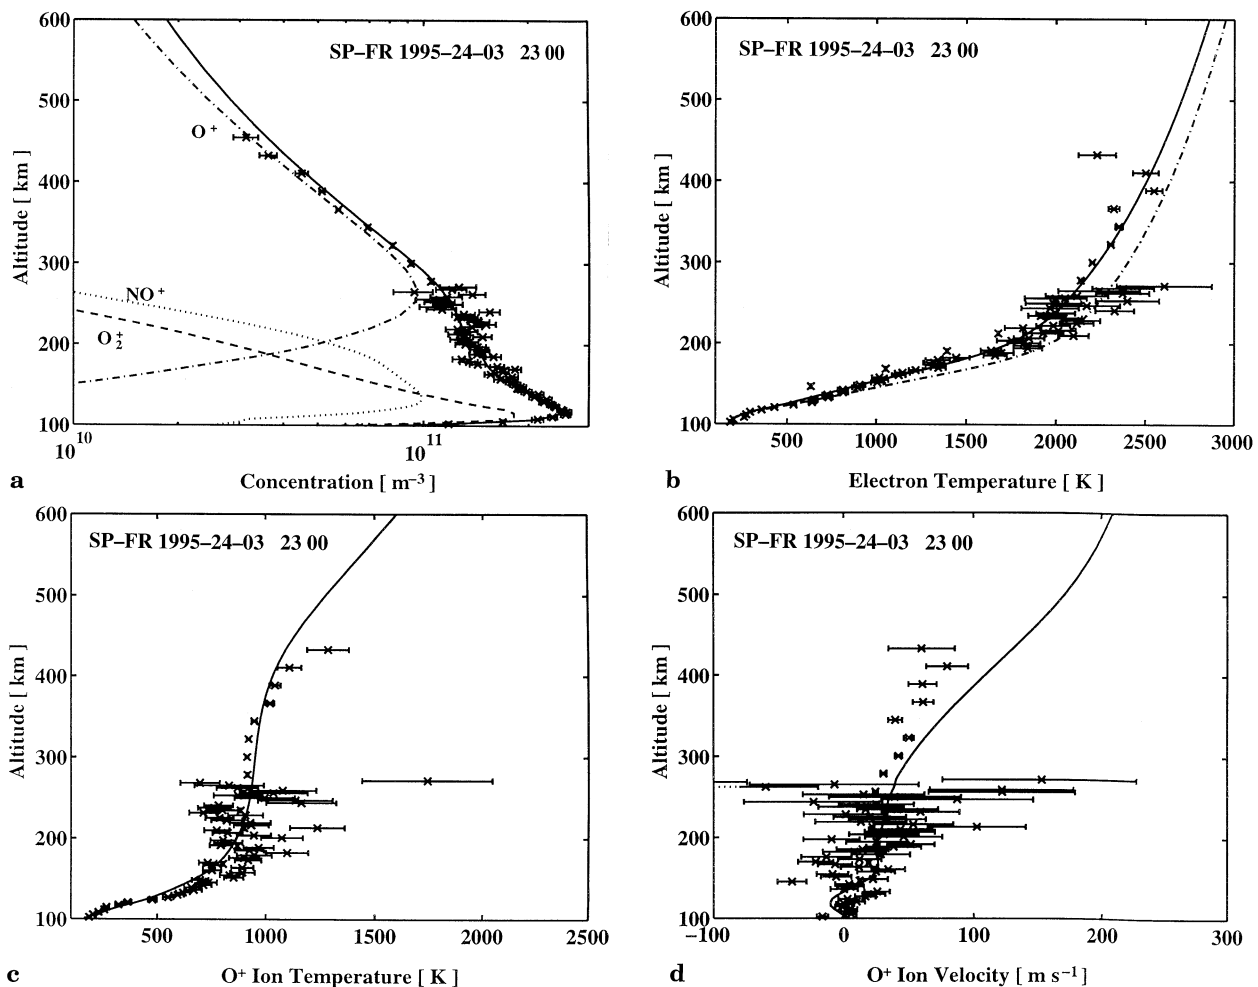 600
500
400
300
200
100
Altitude [ km ]
SP–FR 1995–24–03 23 00
O+
NO+
O2+
10^10
10^11
Concentration [ m–3 ]
a
600
500
400
300
200
100
Altitude [ km ]
SP–FR 1995–24–03 23 00
500
1000
1500
2000
2500
3000
Electron Temperature [ K ]
b
600
500
400
300
200
100
Altitude [ km ]
SP–FR 1995–24–03 23 00
500
1000
1500
2000
2500
O+ Ion Temperature [ K ]
c
600
500
400
300
200
100
Altitude [ km ]
SP–FR 1995–24–03 23 00
–100
0
100
200
300
O+ Ion Velocity [ m s–1 ]
d